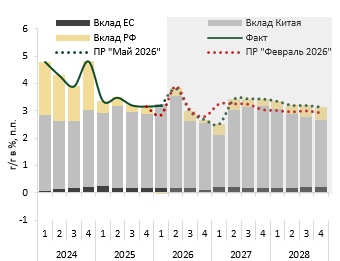 Вклад ЕС Вклад Китая
Вклад РФ Факт
ПР "Май 2026" ПР "Февраль 2026"
г/г в %, п.п.
6
5
4
3
2
1
0
-1
1 2 3 4 1 2 3 4 1 2 3 4 1 2 3 4 1 2 3 4
2024 2025 2026 2027 2028